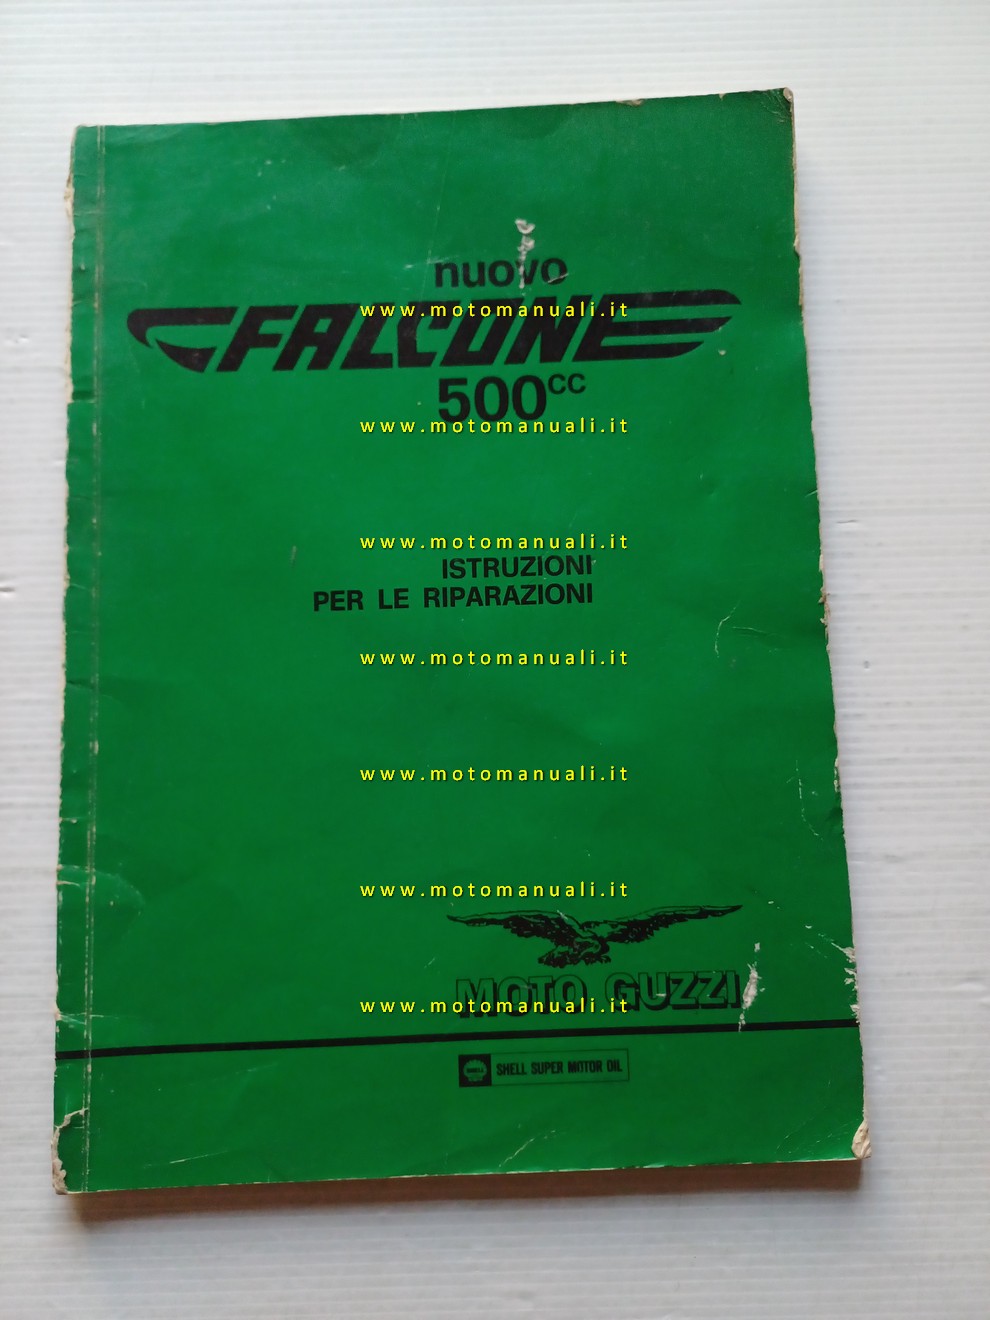 nuovo
FALCONE
www.motomanuali.it
500cc
www.motomanuali.it
www.motomanuali.it
ISTRUZIONI
PER LE RIPARAZIONI
www.motomanuali.it
www.motomanuali.it
www.motomanuali.it
MOTO GUZZI
www.motomanuali.it
SHELL SUPER MOTOR OIL